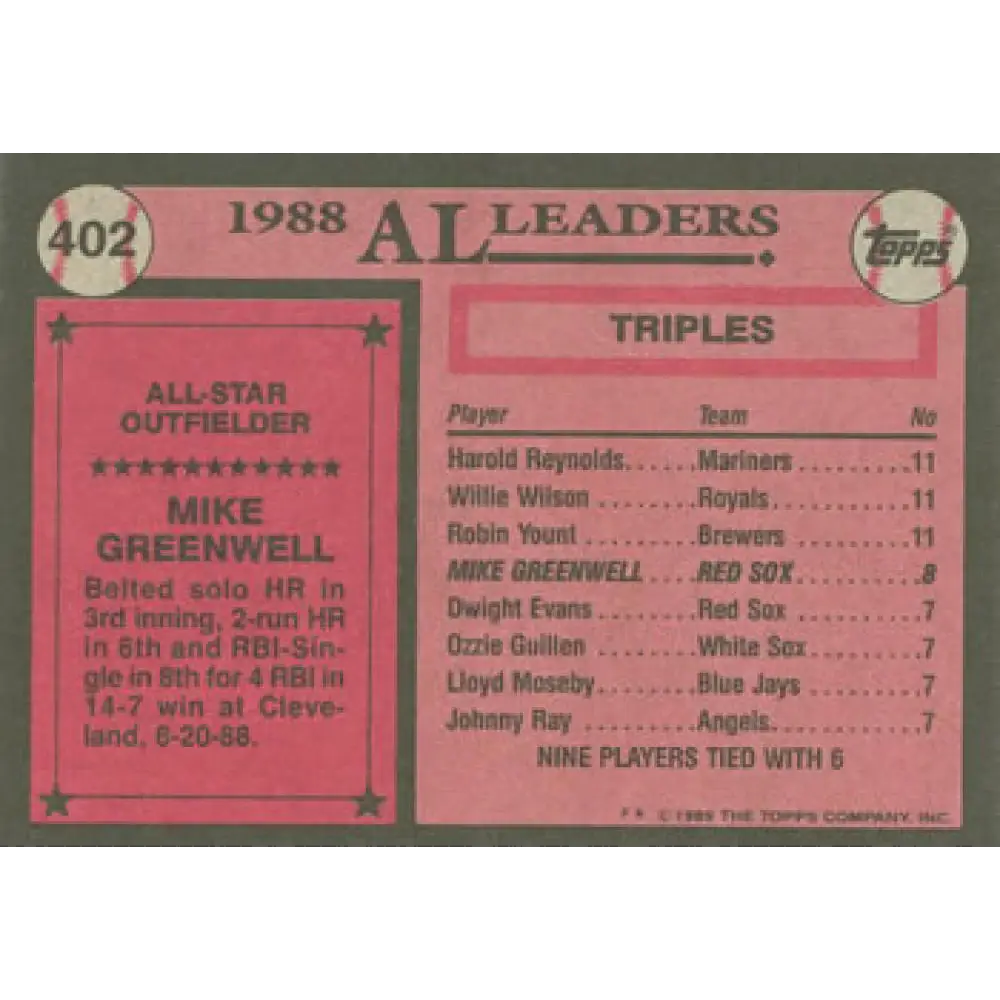 402
1988 AL LEADERS
topps®
ALL-STAR
OUTFIELDER
MIKE
GREENWELL
Belted solo HR in
3rd inning, 2-run HR
in 6th and RBI-Sin-
gle in 8th for 4 RBI in
14-7 win at Cleve-
land, 6-20-88.
TRIPLES
Player Team No
Harold Reynolds......Mariners.........11
Willie Wilson ........Royals...........11
Robin Yount .........Brewers .........11
MIKE GREENWELL ....RED SOX...........8
Dwight Evans........Red Sox ..........7
Ozzie Guillen ........White Sox.........7
Lloyd Moseby........Blue Jays .........7
Johnny Ray .........Angels............7
NINE PLAYERS TIED WITH 6
© 1989 THE TOPPS COMPANY, INC.